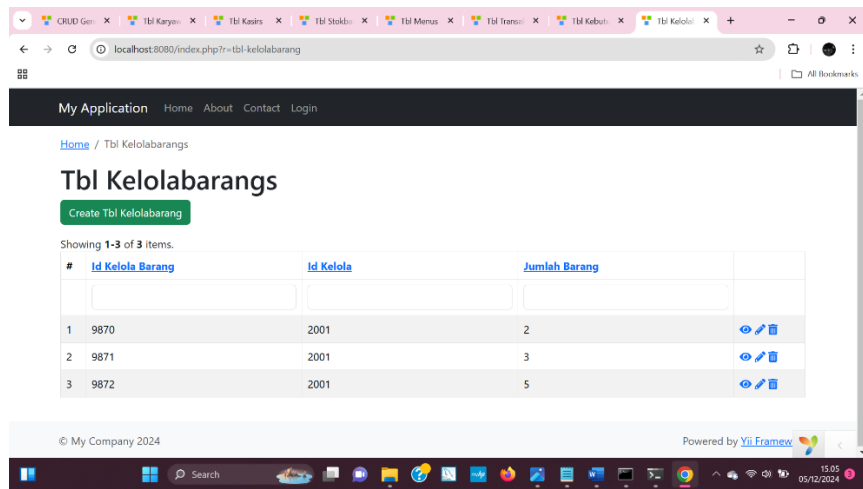 CRUD Gen
Tbl Karyaw
Tbl Kasirs
Tbl Stokba
Tbl Menus
Tbl Transa
Tbl Kebut
Tbl Kelola
localhost:8080/index.php?r=tbl-kelolabarang
All Bookmarks
My Application Home About Contact Login
Home / Tbl Kelolabarangs
Tbl Kelolabarangs
Create Tbl Kelolabarang
Showing 1-3 of 3 items.
# Id Kelola Barang Id Kelola Jumlah Barang
1 9870 2001 2
2 9871 2001 3
3 9872 2001 5
© My Company 2024 Powered by Yii Framew
Search
15.05
05/12/2024
3